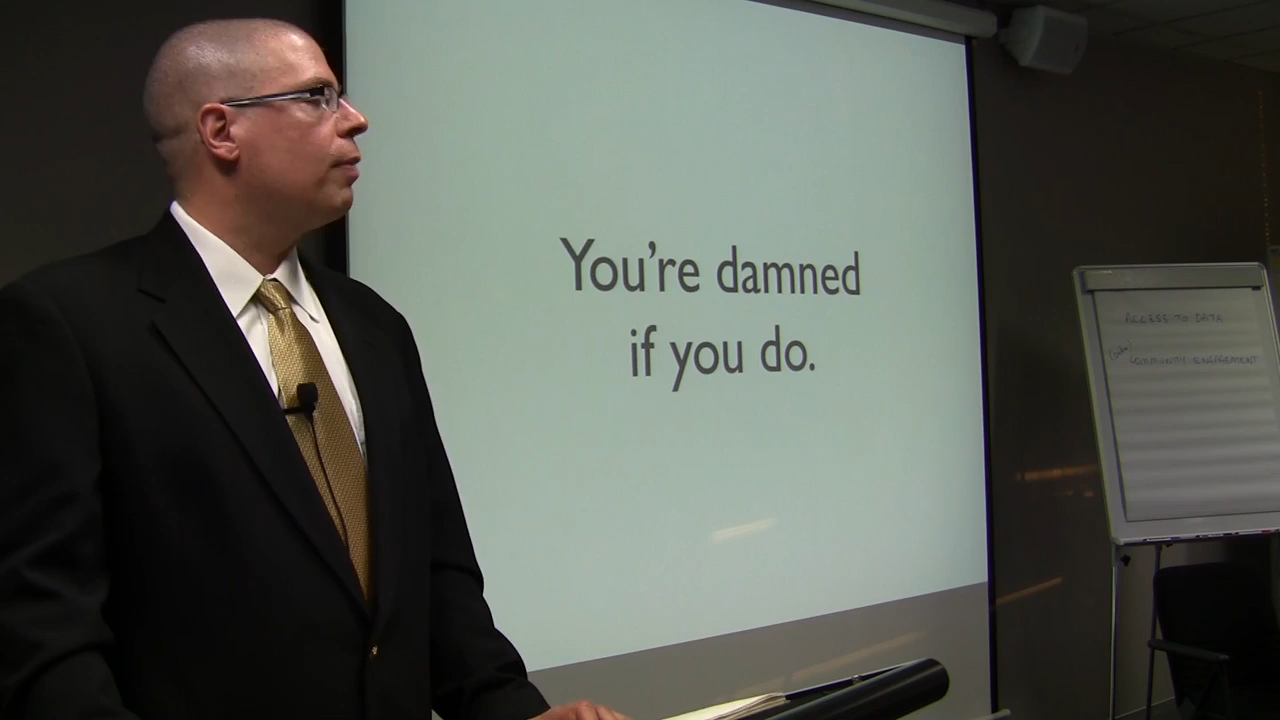 You're damned
if you do.
ACCESS TO DATA
COMMUNITY ENGAGEMENT